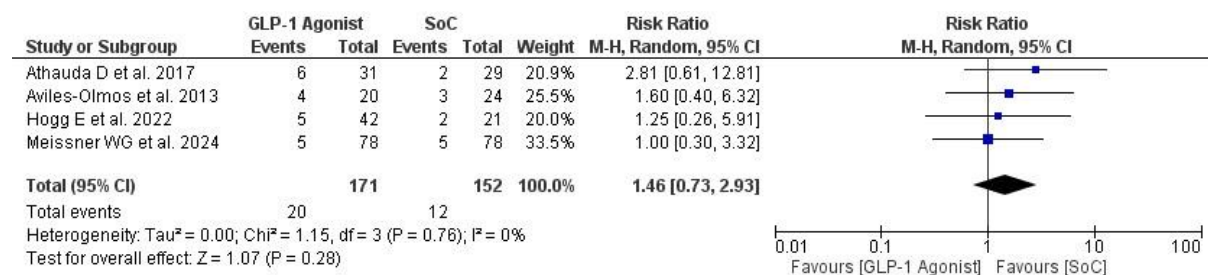 GLP-1 Agonist SoC Risk Ratio Risk Ratio
Study or Subgroup Events Total Events Total Weight M-H, Random, 95% CI M-H, Random, 95% CI
Athauda D et al. 2017 6 31 2 29 20.9% 2.81 [0.61, 12.81]
Aviles-Olmos et al. 2013 4 20 3 24 25.5% 1.60 [0.40, 6.32]
Hogg E et al. 2022 5 42 2 21 20.0% 1.25 [0.26, 5.91]
Meissner WG et al. 2024 5 78 5 78 33.5% 1.00 [0.30, 3.32]
Total (95% CI) 171 152 100.0% 1.46 [0.73, 2.93]
Total events 20 12
Heterogeneity: Tau² = 0.00; Chi² = 1.15, df = 3 (P = 0.76); I² = 0%
Test for overall effect: Z = 1.07 (P = 0.28)
0.01 0.1 1 10 100
Favours [GLP-1 Agonist] Favours [SoC]